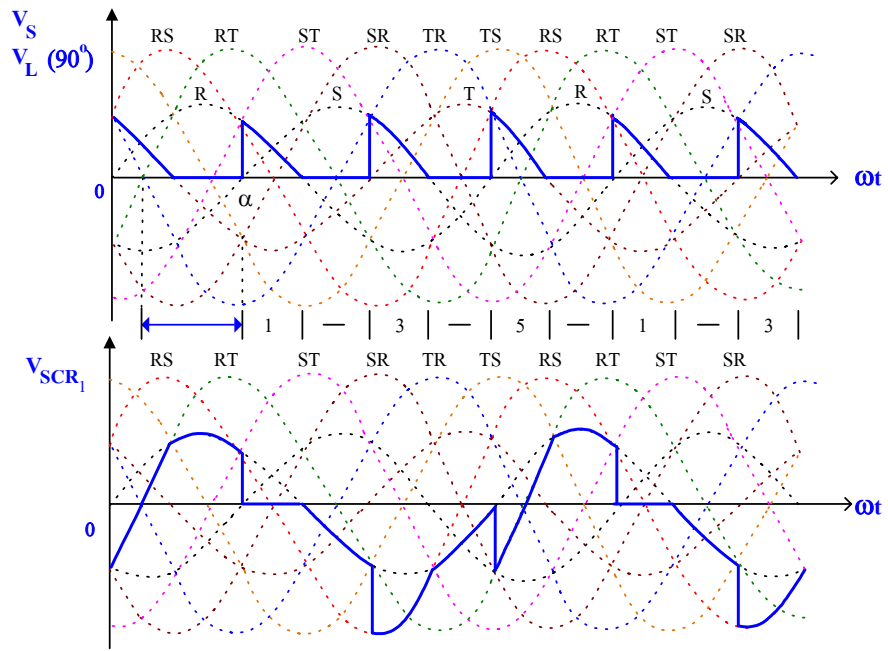 V_S
V_L (90°)
RS RT ST SR TR TS RS RT ST SR
R S T R S
0
α
ωt
1 — 3 — 5 — 1 — 3
V_SCR1
RS RT ST SR TR TS RS RT ST SR
0
ωt